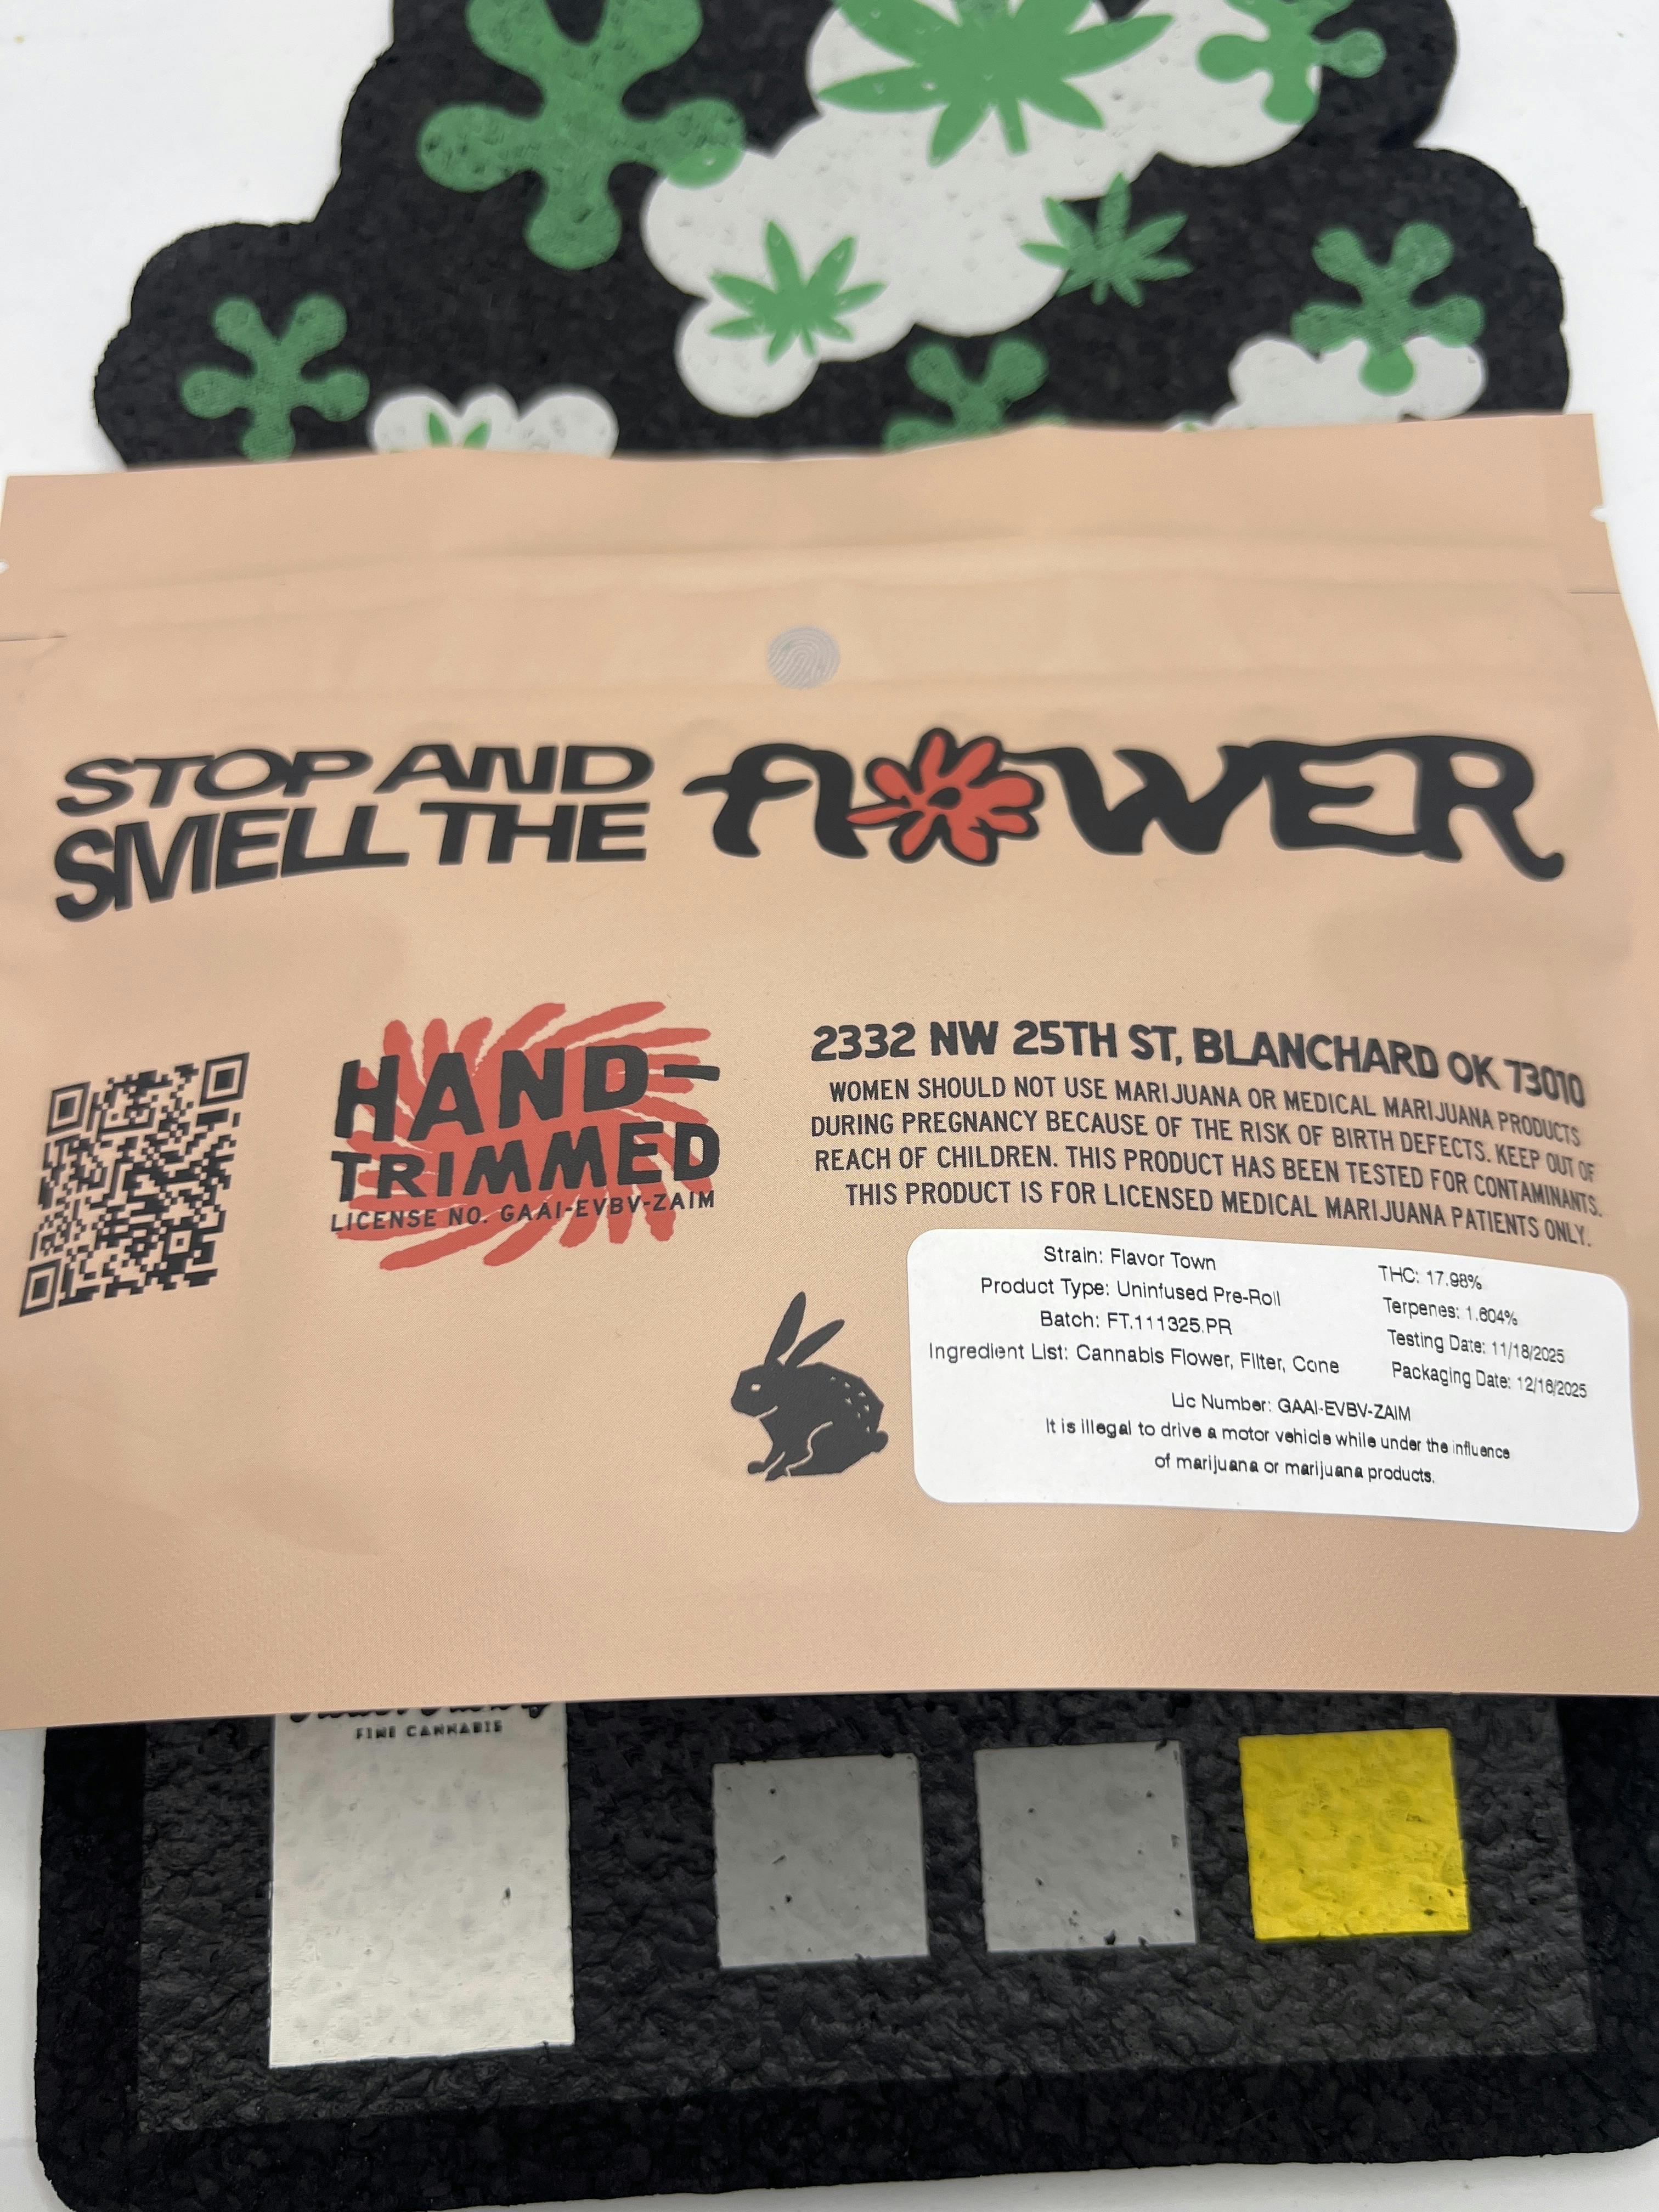 STOP AND
SMELL THE
FLOWER
HAND-
TRIMMED
LICENSE NO. GAAI-EVBV-ZAIM
2332 NW 25TH ST, BLANCHARD OK 73010
WOMEN SHOULD NOT USE MARIJUANA OR MEDICAL MARIJUANA PRODUCTS
DURING PREGNANCY BECAUSE OF THE RISK OF BIRTH DEFECTS. KEEP OUT OF
REACH OF CHILDREN. THIS PRODUCT HAS BEEN TESTED FOR CONTAMINANTS.
THIS PRODUCT IS FOR LICENSED MEDICAL MARIJUANA PATIENTS ONLY.
Strain: Flavor Town
Product Type: Uninfused Pre-Roll
Batch: FT.111325.PR
Ingredient List: Cannabis Flower, Filter, Cone
THC: 17.98%
Terpenes: 1.604%
Testing Date: 11/18/2025
Packaging Date: 12/16/2025
Lic Number: GAAI-EVBV-ZAIM
It is illegal to drive a motor vehicle while under the influence
of marijuana or marijuana products.
FINE CANNABIS